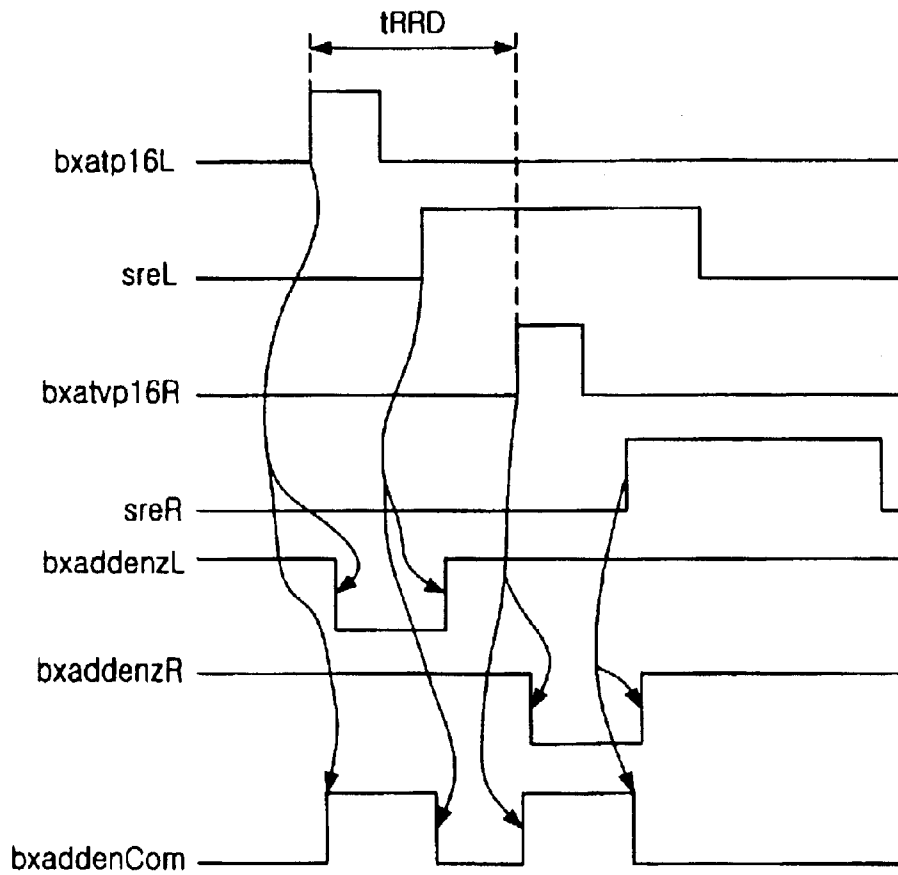 tRRD
bxatp16L
sreL
bxatvp16R
sreR
bxaddenzL
bxaddenzR
bxaddenCom